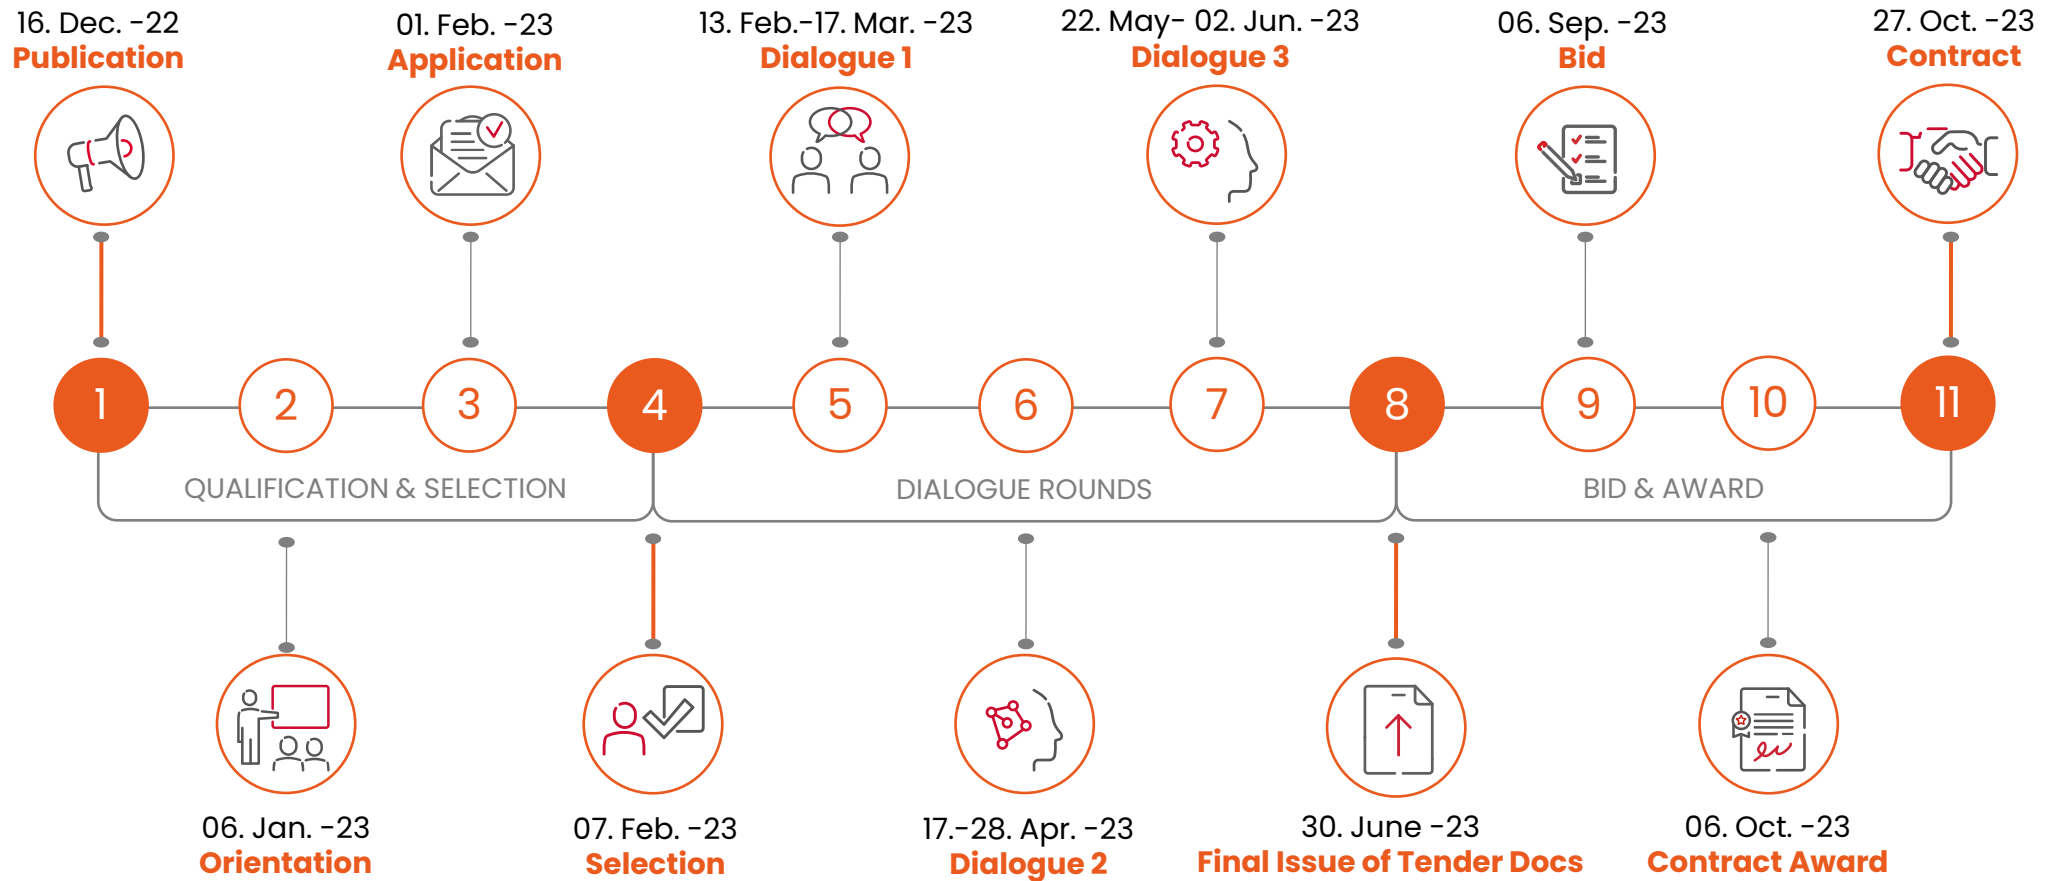 16. Dec. -22
Publication
01. Feb. -23
Application
13. Feb.-17. Mar. -23
Dialogue 1
22. May- 02. Jun. -23
Dialogue 3
06. Sep. -23
Bid
27. Oct. -23
Contract
1
2
3
4
5
6
7
8
9
10
11
QUALIFICATION & SELECTION
DIALOGUE ROUNDS
BID & AWARD
06. Jan. -23
Orientation
07. Feb. -23
Selection
17.-28. Apr. -23
Dialogue 2
30. June -23
Final Issue of Tender Docs
06. Oct. -23
Contract Award